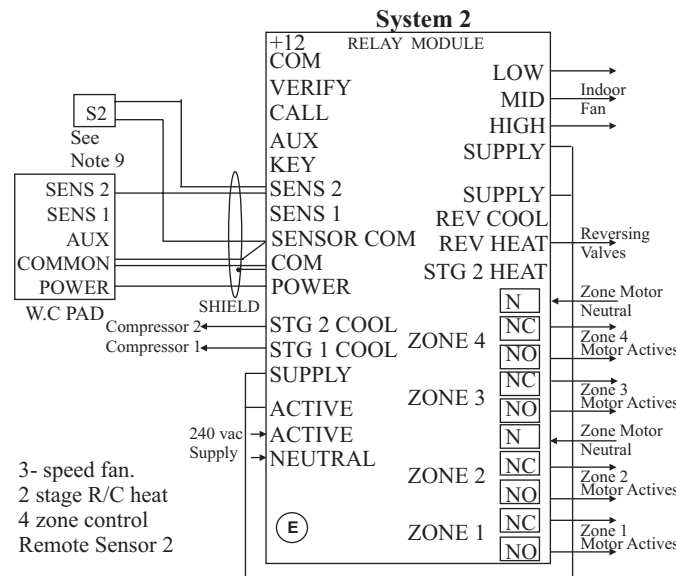 System 2
RELAY MODULE
+12
COM
VERIFY
CALL
AUX
KEY
SENS 2
SENS 1
SENSOR COM
COM
POWER
STG 2 COOL
STG 1 COOL
SUPPLY
ACTIVE
ACTIVE
NEUTRAL
S2
See
Note 9
SENS 2
SENS 1
AUX
COMMON
POWER
W.C PAD
SHIELD
Compressor 2
Compressor 1
240 vac
Supply
3- speed fan.
2 stage R/C heat
4 zone control
Remote Sensor 2
E
LOW
MID
HIGH
SUPPLY
SUPPLY
REV COOL
REV HEAT
STG 2 HEAT
N
ZONE 4
NC
NO
ZONE 3
NC
NO
N
ZONE 2
NC
NO
ZONE 1
NC
NO
Indoor
Fan
Reversing
Valves
Zone Motor
Neutral
Zone 4
Motor Actives
Zone 3
Motor Actives
Zone Motor
Neutral
Zone 2
Motor Actives
Zone 1
Motor Actives